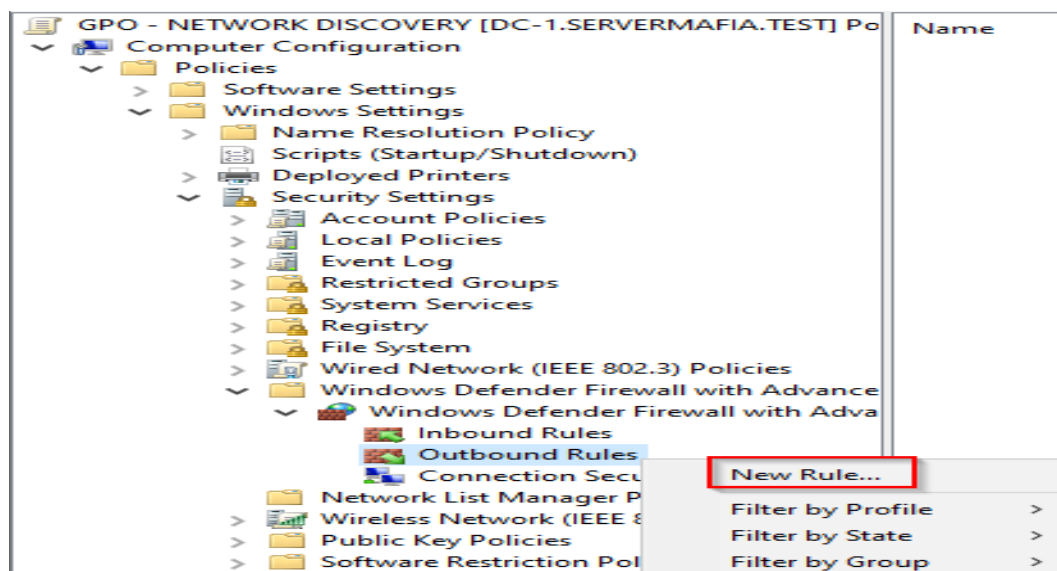 GPO - NETWORK DISCOVERY [DC-1.SERVERMAFIA.TEST] Po
Name
Computer Configuration
Policies
Software Settings
Windows Settings
Name Resolution Policy
Scripts (Startup/Shutdown)
Deployed Printers
Security Settings
Account Policies
Local Policies
Event Log
Restricted Groups
System Services
Registry
File System
Wired Network (IEEE 802.3) Policies
Windows Defender Firewall with Advance
Windows Defender Firewall with Adva
Inbound Rules
Outbound Rules
Connection Secu
Network List Manager P
Wireless Network (IEEE 8
Public Key Policies
Software Restriction Pol
New Rule...
Filter by Profile
Filter by State
Filter by Group